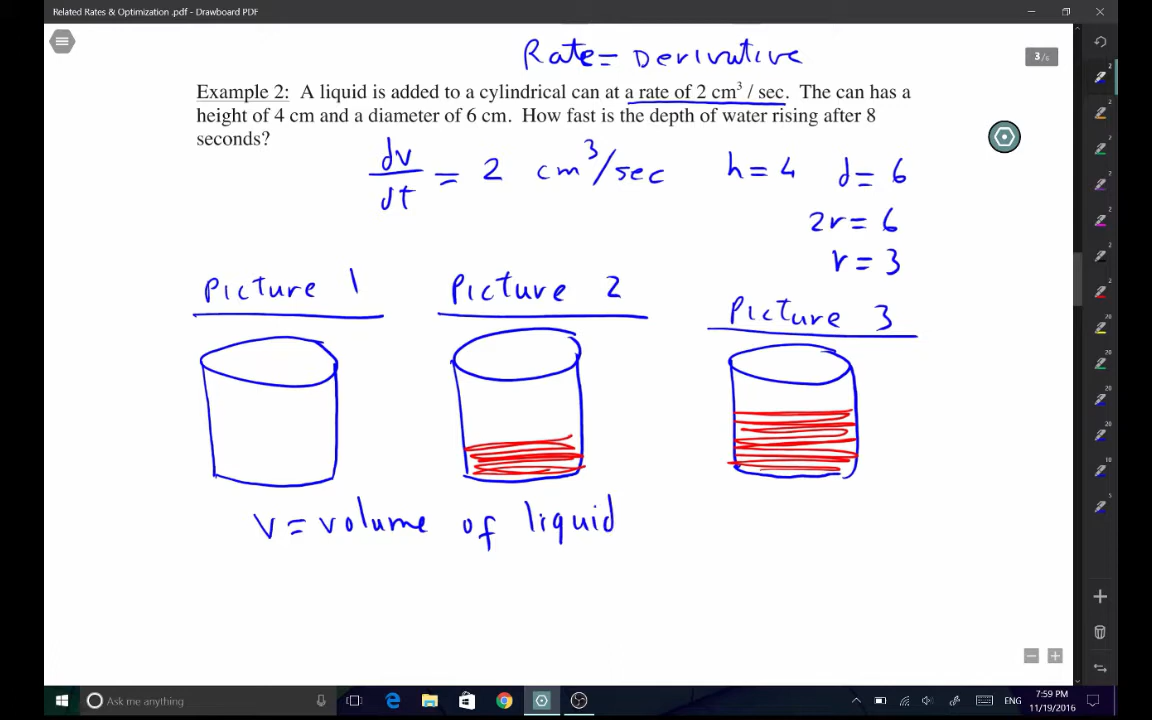 Related Rates & Optimization .pdf - Drawboard PDF
Rate = Derivative
3/6
Example 2: A liquid is added to a cylindrical can at a rate of 2 cm³ / sec. The can has a
height of 4 cm and a diameter of 6 cm. How fast is the depth of water rising after 8
seconds?
dv/dt = 2 cm³/sec h = 4 d = 6
2r = 6
r = 3
Picture 1 Picture 2 Picture 3
v = volume of liquid
Ask me anything
ENG
7:59 PM
11/19/2016